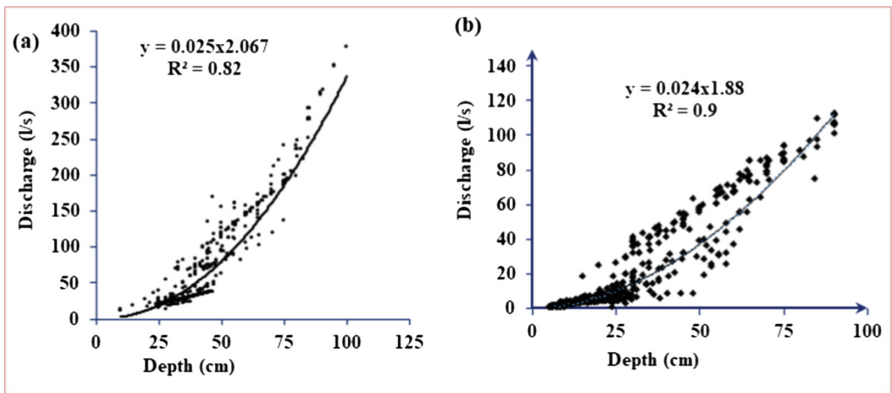 (a)
y = 0.025x2.067
R² = 0.82
Discharge (l/s)
400
350
300
250
200
150
100
50
0
0 25 50 75 100 125
Depth (cm)
(b)
y = 0.024x1.88
R² = 0.9
Discharge (l/s)
140
120
100
80
60
40
20
0
0 25 50 75 100
Depth (cm)